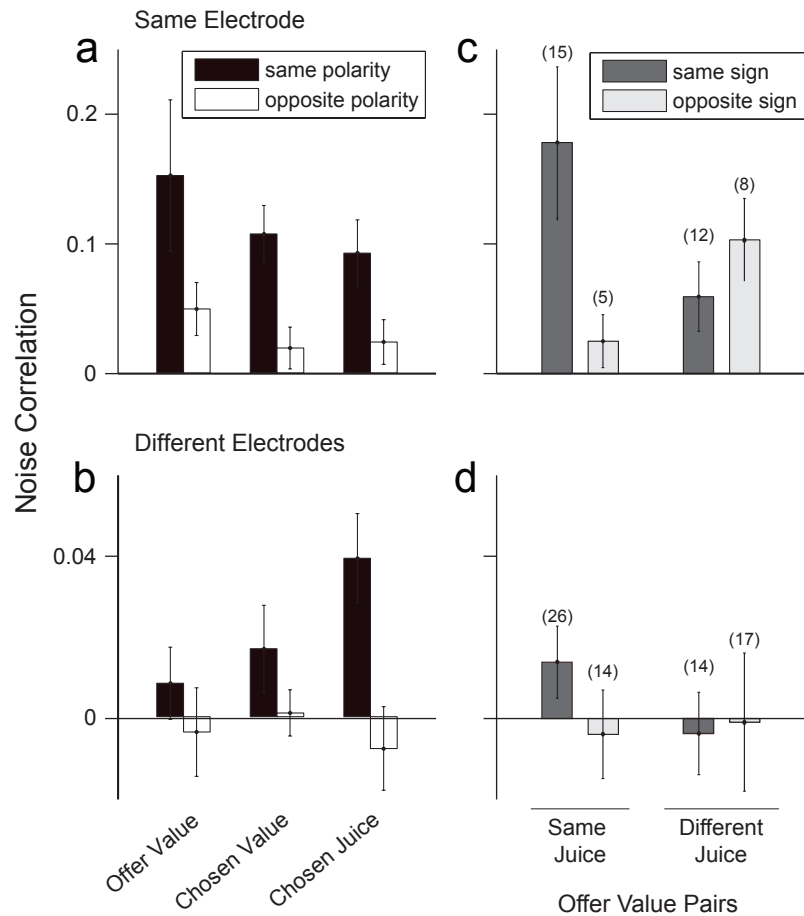 Same Electrode
a
same polarity
opposite polarity
0.2
0.1
0
c
same sign
opposite sign
(15)
(5)
(12)
(8)
Noise Correlation
Different Electrodes
b
0.04
0
Offer Value
Chosen Value
Chosen Juice
d
(26)
(14)
(14)
(17)
Same
Juice
Different
Juice
Offer Value Pairs